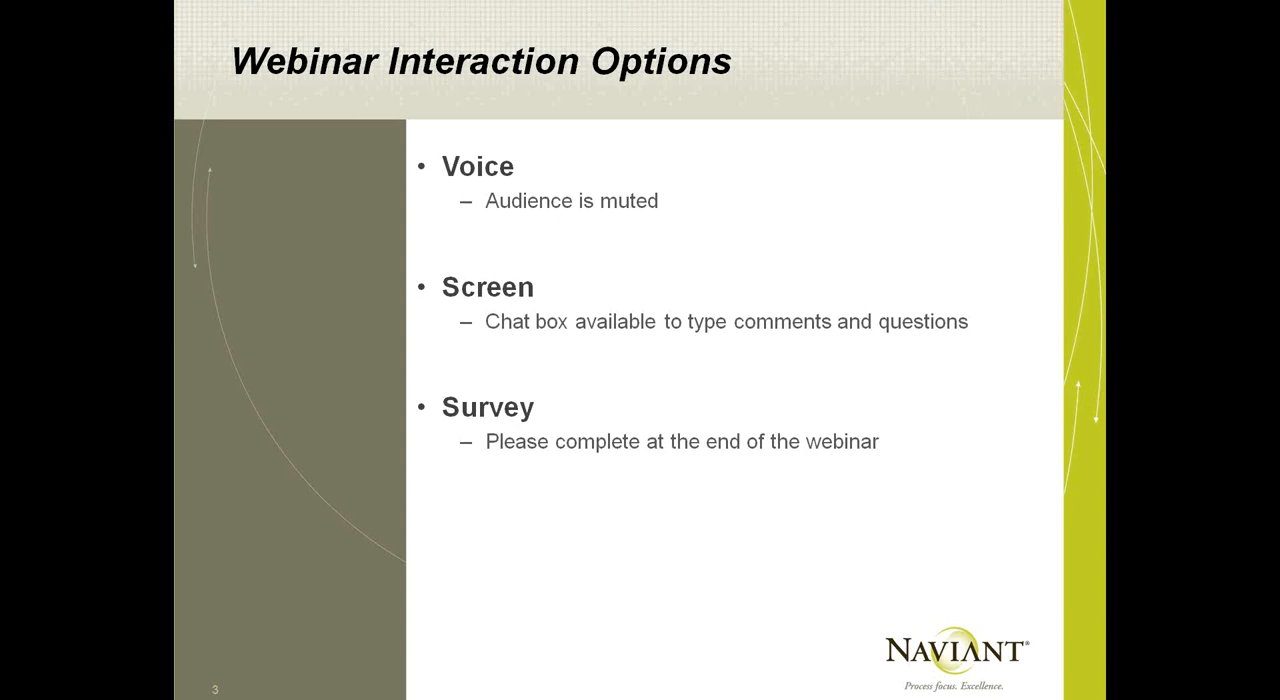 Webinar Interaction Options
• Voice
– Audience is muted
• Screen
– Chat box available to type comments and questions
• Survey
– Please complete at the end of the webinar
NAVIANT®
Process focus. Excellence.
3